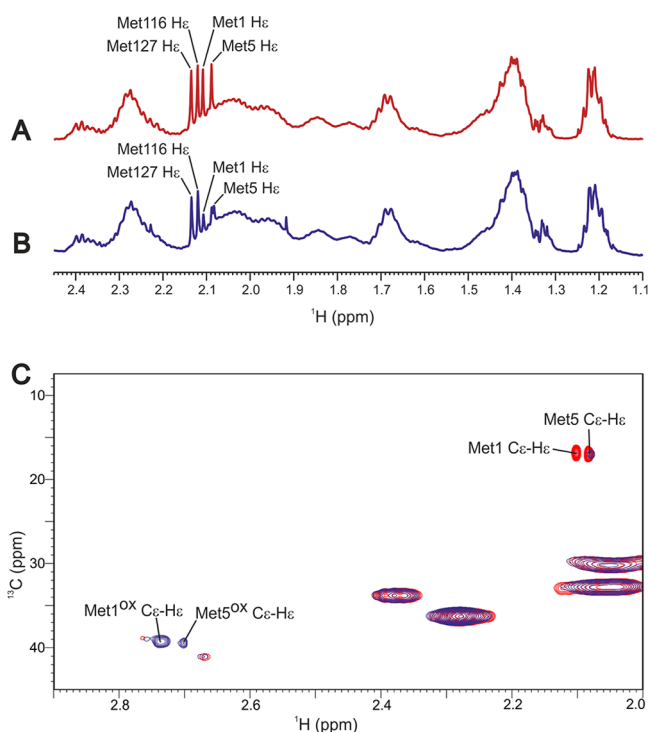 Met116 Hε
Met1 Hε
Met127 Hε
Met5 Hε
A
Met116 Hε
Met1 Hε
Met127 Hε
Met5 Hε
B
2.4 2.3 2.2 2.1 2.0 1.9 1.8 1.7 1.6 1.5 1.4 1.3 1.2 1.1
¹H (ppm)
C
10
Met5 Cε-Hε
Met1 Cε-Hε
20
¹³C (ppm)
30
Met1ᴼˣ Cε-Hε
Met5ᴼˣ Cε-Hε
40
2.8 2.6 2.4 2.2 2.0
¹H (ppm)